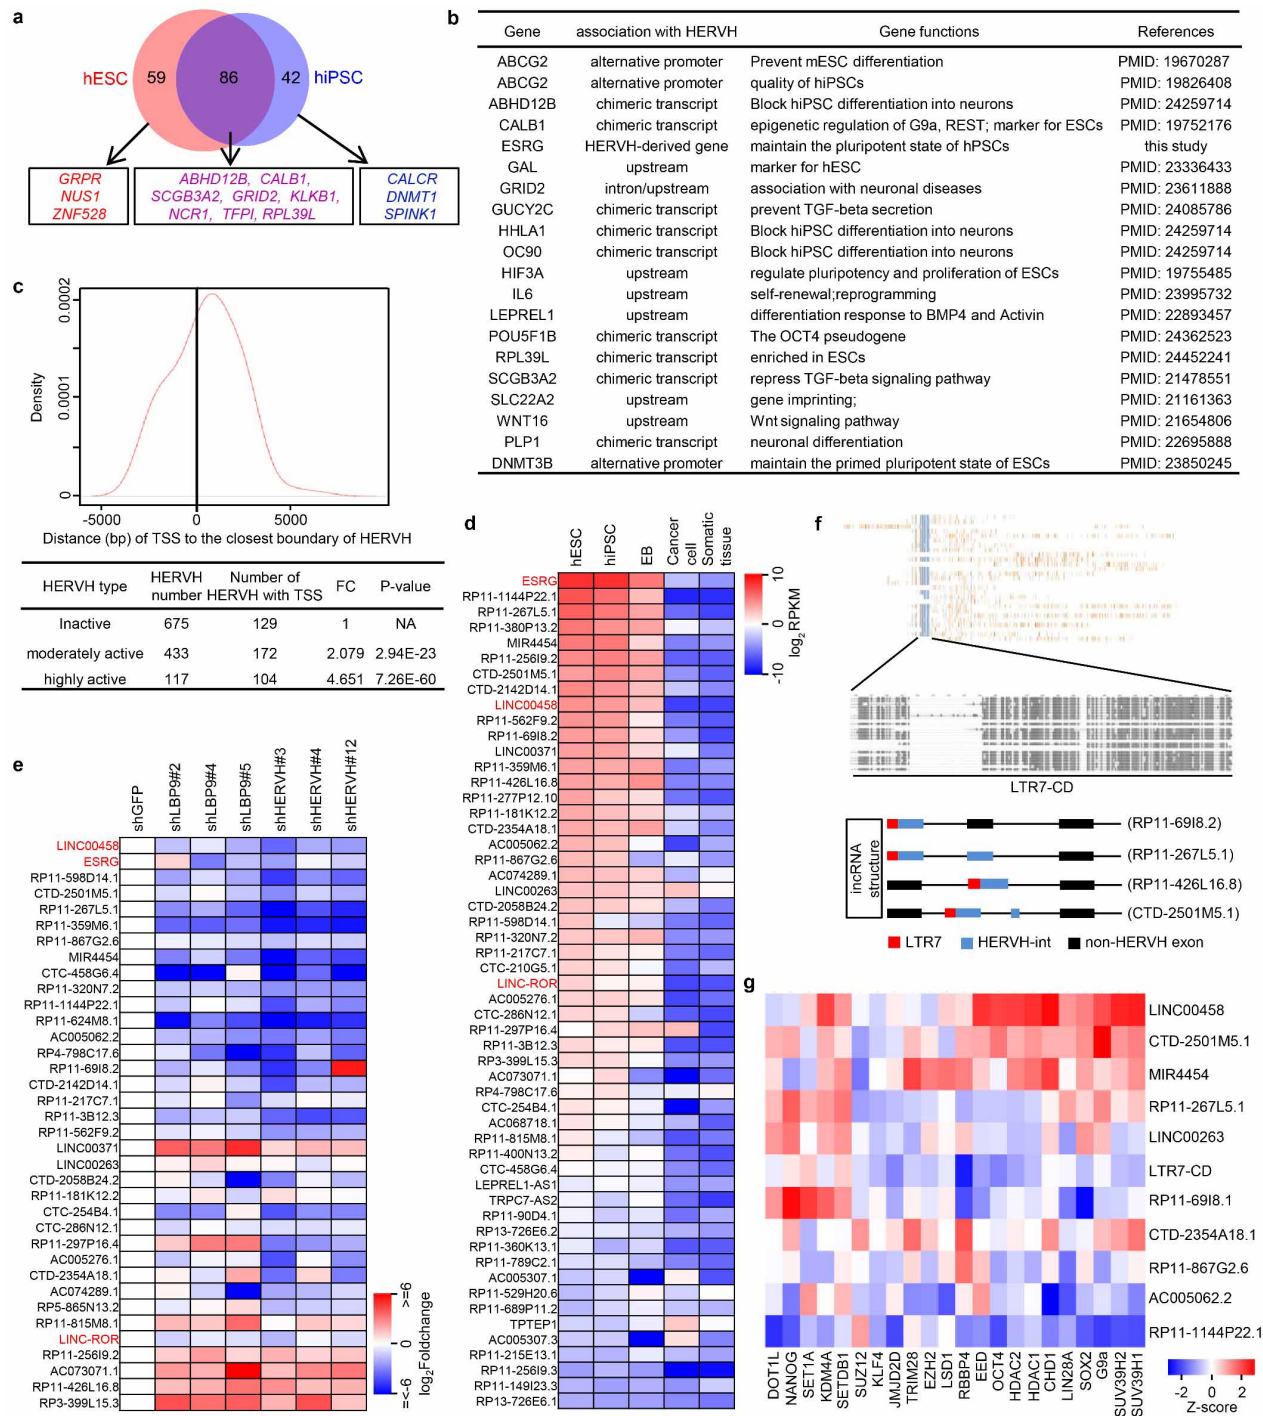 a
hESC
59
86
42
hiPSC
GRPR
NUS1
ZNF528
ABHD12B, CALB1,
SCGB3A2, GRID2, KLKB1,
NCR1, TFPI, RPL39L
CALCR
DNMT1
SPINK1
b
Gene association with HERVH Gene functions References
ABCG2 alternative promoter Prevent mESC differentiation PMID: 19670287
ABCG2 alternative promoter quality of hiPSCs PMID: 19826408
ABHD12B chimeric transcript Block hiPSC differentiation into neurons PMID: 24259714
CALB1 chimeric transcript epigenetic regulation of G9a, REST; marker for ESCs PMID: 19752176
ESRG HERVH-derived gene maintain the pluripotent state of hPSCs this study
GAL upstream marker for hESC PMID: 23336433
GRID2 intron/upstream association with neuronal diseases PMID: 23611888
GUCY2C chimeric transcript prevent TGF-beta secretion PMID: 24085786
HHLA1 chimeric transcript Block hiPSC differentiation into neurons PMID: 24259714
OC90 chimeric transcript Block hiPSC differentiation into neurons PMID: 24259714
HIF3A upstream regulate pluripotency and proliferation of ESCs PMID: 19755485
IL6 upstream self-renewal;reprogramming PMID: 23995732
LEPREL1 upstream differentiation response to BMP4 and Activin PMID: 22893457
POU5F1B chimeric transcript The OCT4 pseudogene PMID: 24362523
RPL39L chimeric transcript enriched in ESCs PMID: 24452241
SCGB3A2 chimeric transcript repress TGF-beta signaling pathway PMID: 21478551
SLC22A2 upstream gene imprinting; PMID: 21161363
WNT16 upstream Wnt signaling pathway PMID: 21654806
PLP1 chimeric transcript neuronal differentiation PMID: 22695888
DNMT3B alternative promoter maintain the primed pluripotent state of ESCs PMID: 23850245
c
Density
0.0002
0.0001
0
-5000 0 5000
Distance (bp) of TSS to the closest boundary of HERVH
HERVH type HERVH number Number of HERVH with TSS FC P-value
Inactive 675 129 1 NA
moderately active 433 172 2.079 2.94E-23
highly active 117 104 4.651 7.26E-60
d
hESC
hiPSC
EB
Cancer cell
Somatic tissue
ESRG
RP11-1144P22.1
RP11-267L5.1
RP11-380P13.2
MIR4454
RP11-256I9.2
CTD-2501M5.1
CTD-2142D14.1
LINC00458
RP11-562F9.2
RP11-69I8.2
LINC00371
RP11-359M6.1
RP11-426L16.8
RP11-277P12.10
RP11-181K12.2
CTD-2354A18.1
AC005062.2
RP11-867G2.6
AC074289.1
LINC00263
CTD-2058B24.2
RP11-598D14.1
RP11-320N7.2
RP11-217C7.1
CTC-210G5.1
LINC-ROR
AC005276.1
CTC-286N12.1
RP11-297P16.4
RP11-3B12.3
RP3-399L15.3
AC073071.1
RP4-798C17.6
CTC-254B4.1
AC068718.1
RP11-815M8.1
RP11-400N13.2
CTC-458G6.4
LEPREL1-AS1
TRPC7-AS2
RP11-90D4.1
RP13-726E6.2
RP11-360K13.1
RP11-789C2.1
AC005307.1
RP11-529H20.6
RP11-689P11.2
TPTEP1
AC005307.3
RP11-215E13.1
RP11-256I9.3
RP11-149I23.3
RP13-726E6.1
10
0
-10
log2RPKM
e
shGFP
shLBP9#2
shLBP9#4
shLBP9#5
shHERVH#3
shHERVH#4
shHERVH#12
LINC00458
ESRG
RP11-598D14.1
CTD-2501M5.1
RP11-267L5.1
RP11-359M6.1
RP11-867G2.6
MIR4454
CTC-458G6.4
RP11-320N7.2
RP11-1144P22.1
RP11-624M8.1
AC005062.2
RP4-798C17.6
RP11-69I8.2
CTD-2142D14.1
RP11-217C7.1
RP11-3B12.3
RP11-562F9.2
LINC00371
LINC00263
CTD-2058B24.2
RP11-181K12.2
CTC-254B4.1
CTC-286N12.1
RP11-297P16.4
AC005276.1
CTD-2354A18.1
AC074289.1
RP5-865N13.2
RP11-815M8.1
LINC-ROR
RP11-256I9.2
AC073071.1
RP11-426L16.8
RP3-399L15.3
>=6
0
=<-6
log2Foldchange
f
LTR7-CD
lncRNA structure
(RP11-69I8.2)
(RP11-267L5.1)
(RP11-426L16.8)
(CTD-2501M5.1)
LTR7 HERVH-int non-HERVH exon
g
LINC00458
CTD-2501M5.1
MIR4454
RP11-267L5.1
LINC00263
LTR7-CD
RP11-69I8.1
CTD-2354A18.1
RP11-867G2.6
AC005062.2
RP11-1144P22.1
DOT1L
NANOG
SET1A
KDM4A
SETDB1
SUZ12
KLF4
JMJD2D
TRIM28
EZH2
LSD1
RBBP4
EED
OCT4
HDAC2
HDAC1
CHD1
LIN28A
SOX2
G9a
SUV39H2
SUV39H1
-2 0 2
Z-score